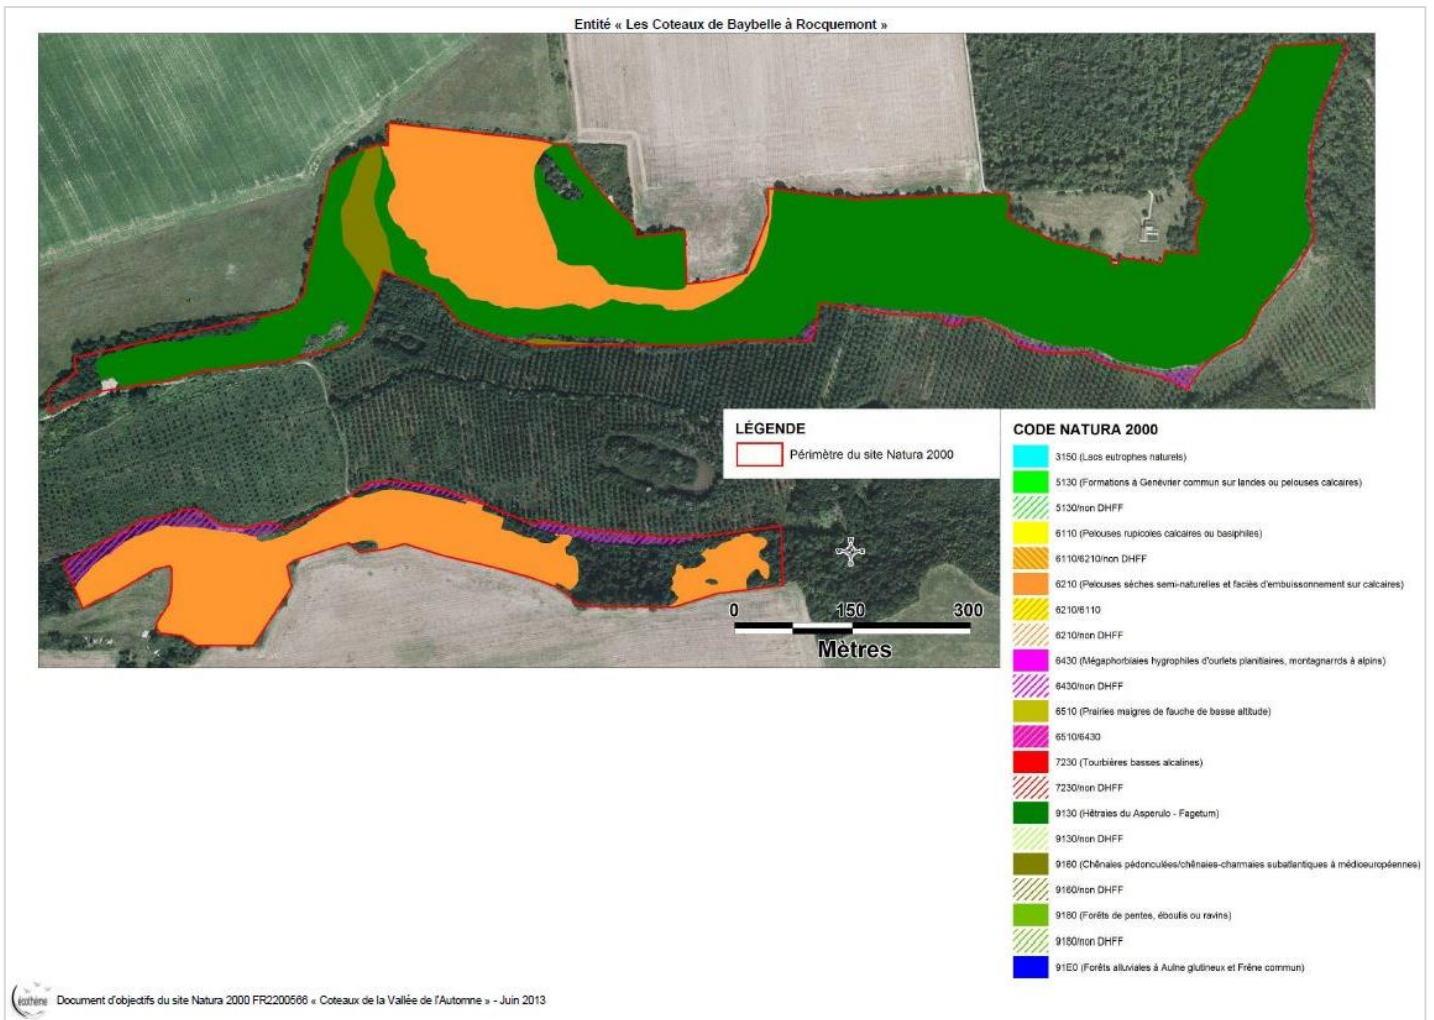 Entité « Les Coteaux de Baybelle à Rocquemont »
LÉGENDE
Périmètre du site Natura 2000
0 150 300
Mètres
CODE NATURA 2000
3150 (Lacs eutrophes naturels)
5130 (Formations à Genévrier commun sur landes ou pelouses calcaires)
5130/non DHFF
6110 (Pelouses rupicoles calcaires ou basiphiles)
6110/6210/non DHFF
6210 (Pelouses sèches semi-naturelles et faciès d'embuissonnement sur calcaires)
6210/6110
6210/non DHFF
6430 (Mégaphorbiaies hygrophiles d'ourlets planitiaires, montagnarrds à alpins)
6430/non DHFF
6510 (Prairies maigres de fauche de basse altitude)
6510/6430
7230 (Tourbières basses alcalines)
7230/non DHFF
9130 (Hêtraies du Asperulo - Fagetum)
9130/non DHFF
9160 (Chênaies pédonculées/chênaies-charmaies subatlantiques à médioeuropéennes)
9160/non DHFF
9180 (Forêts de pentes, éboulis ou ravins)
9180/non DHFF
91E0 (Forêts alluviales à Aulne glutineux et Frêne commun)
écothème Document d'objectifs du site Natura 2000 FR2200566 « Coteaux de la Vallée de l'Automne » - Juin 2013